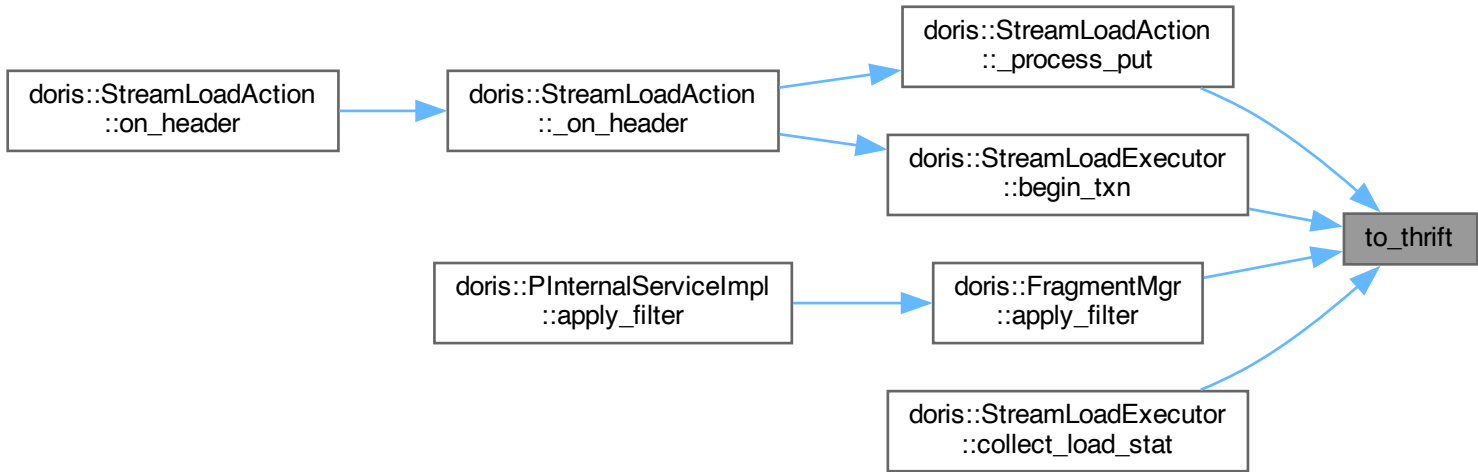 doris::StreamLoadAction
::on_header
doris::StreamLoadAction
::_on_header
doris::StreamLoadAction
::_process_put
doris::StreamLoadExecutor
::begin_txn
to_thrift
doris::PInternalServiceImpl
::apply_filter
doris::FragmentMgr
::apply_filter
doris::StreamLoadExecutor
::collect_load_stat